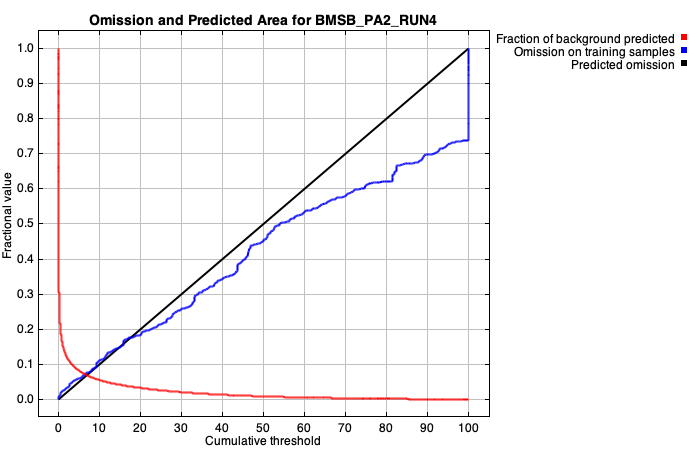 Omission and Predicted Area for BMSB_PA2_RUN4
Fraction of background predicted
Omission on training samples
Predicted omission
Fractional value
1.0
0.9
0.8
0.7
0.6
0.5
0.4
0.3
0.2
0.1
0.0
0 10 20 30 40 50 60 70 80 90 100
Cumulative threshold